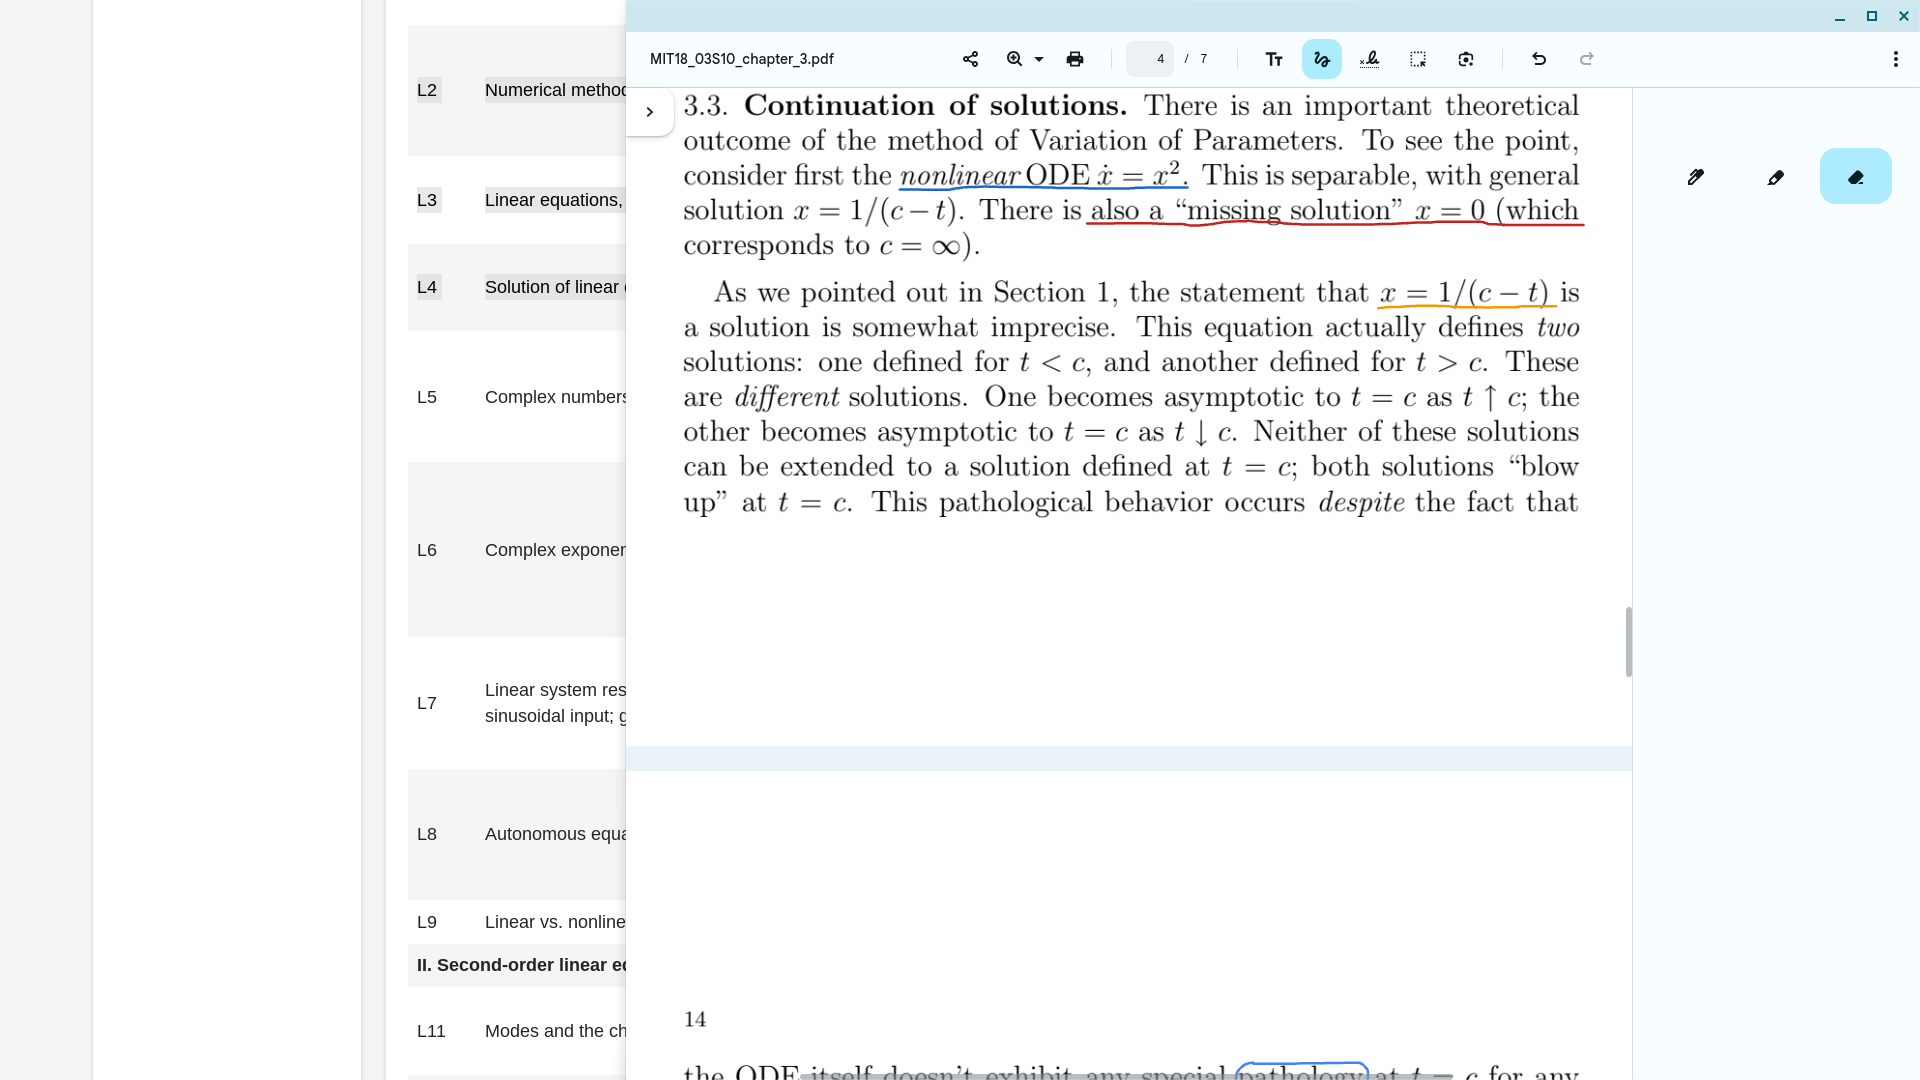 L2 Numerical method
L3 Linear equations,
L4 Solution of linear
L5 Complex numbers
L6 Complex exponen
L7 Linear system res
sinusoidal input; g
L8 Autonomous equa
L9 Linear vs. nonline
II. Second-order linear eq
L11 Modes and the ch
MIT18_03S10_chapter_3.pdf
4 / 7
3.3. Continuation of solutions. There is an important theoretical
outcome of the method of Variation of Parameters. To see the point,
consider first the nonlinear ODE ẋ = x². This is separable, with general
solution x = 1/(c − t). There is also a “missing solution” x = 0 (which
corresponds to c = ∞).
As we pointed out in Section 1, the statement that x = 1/(c − t) is
a solution is somewhat imprecise. This equation actually defines two
solutions: one defined for t < c, and another defined for t > c. These
are different solutions. One becomes asymptotic to t = c as t ↑ c; the
other becomes asymptotic to t = c as t ↓ c. Neither of these solutions
can be extended to a solution defined at t = c; both solutions “blow
up” at t = c. This pathological behavior occurs despite the fact that
14
the ODE itself doesn’t exhibit any special pathology at t = c for any